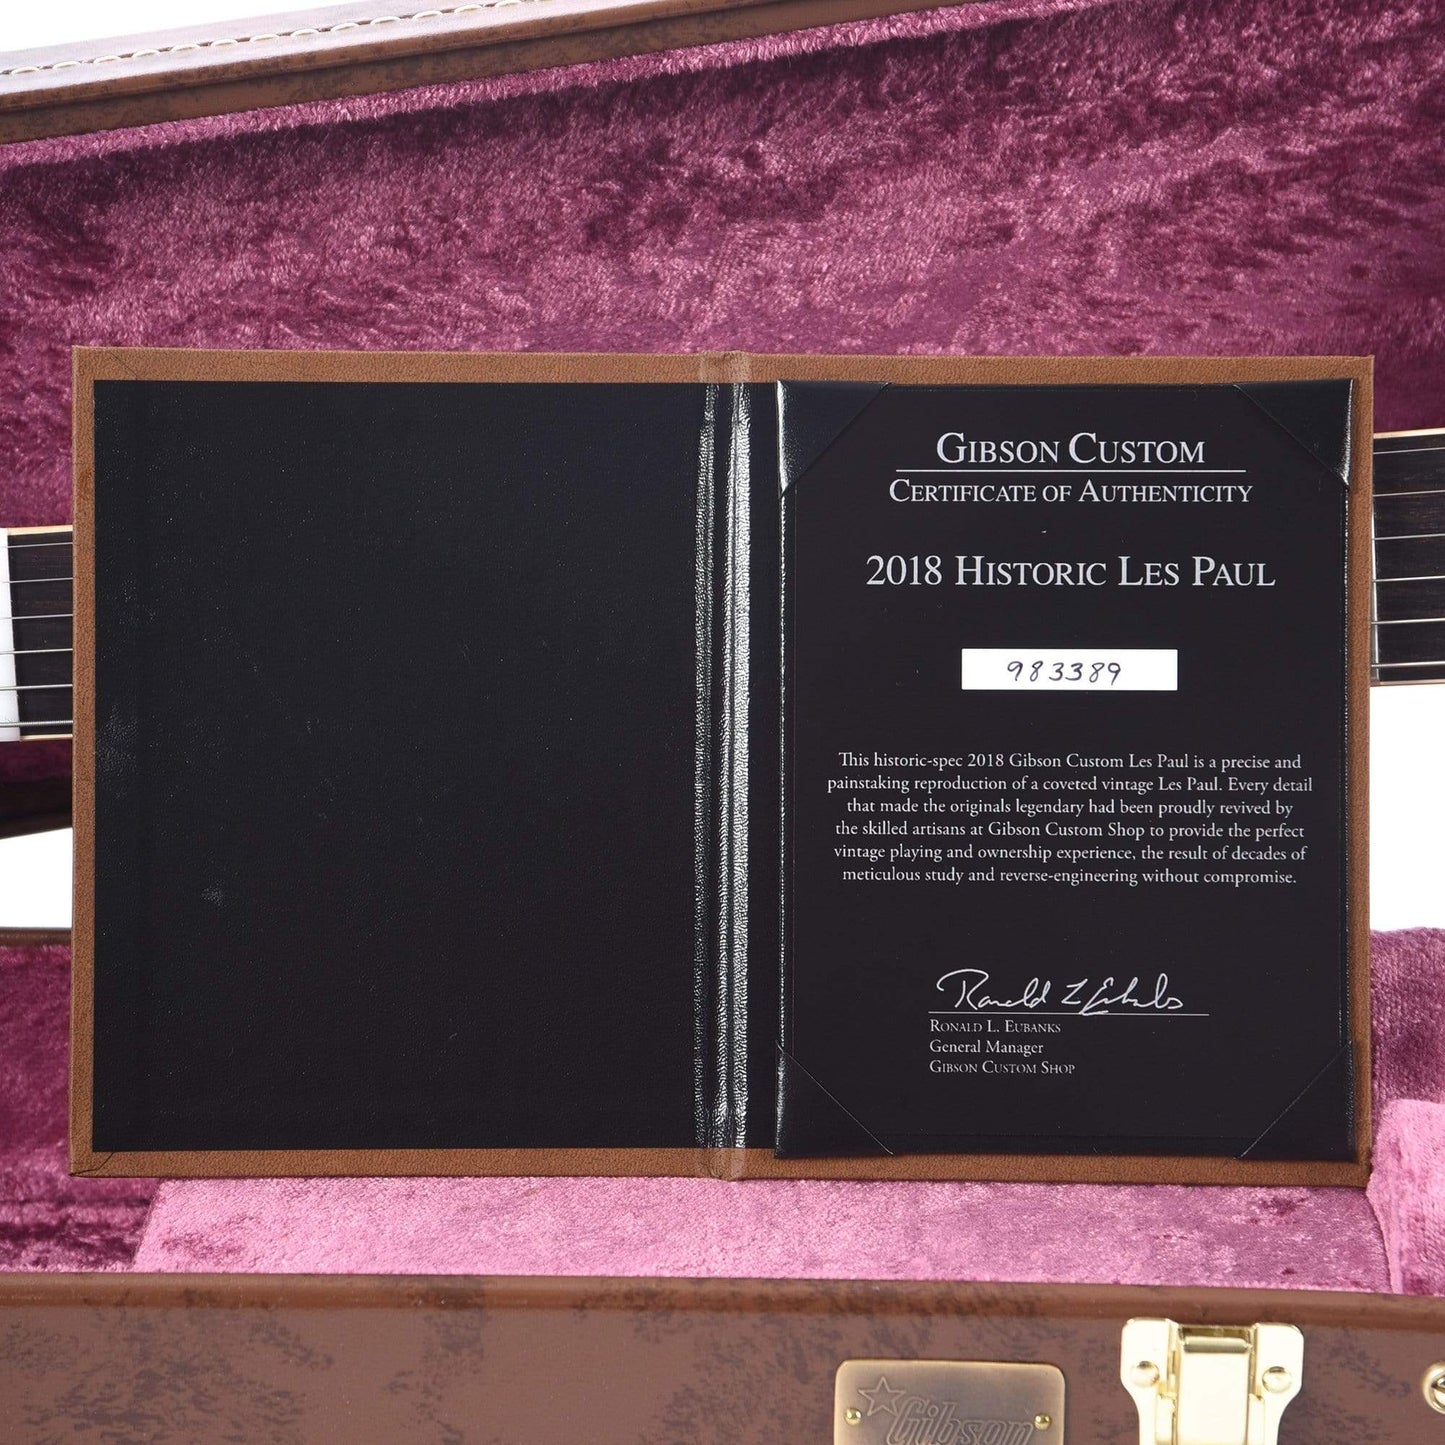 GIBSON CUSTOM
CERTIFICATE OF AUTHENTICITY
2018 HISTORIC LES PAUL
983389
This historic-spec 2018 Gibson Custom Les Paul is a precise and
painstaking reproduction of a coveted vintage Les Paul. Every detail
that made the originals legendary had been proudly revived by
the skilled artisans at Gibson Custom Shop to provide the perfect
vintage playing and ownership experience, the result of decades of
meticulous study and reverse-engineering without compromise.
Ronald L Eubanks
RONALD L. EUBANKS
General Manager
GIBSON CUSTOM SHOP
Gibson